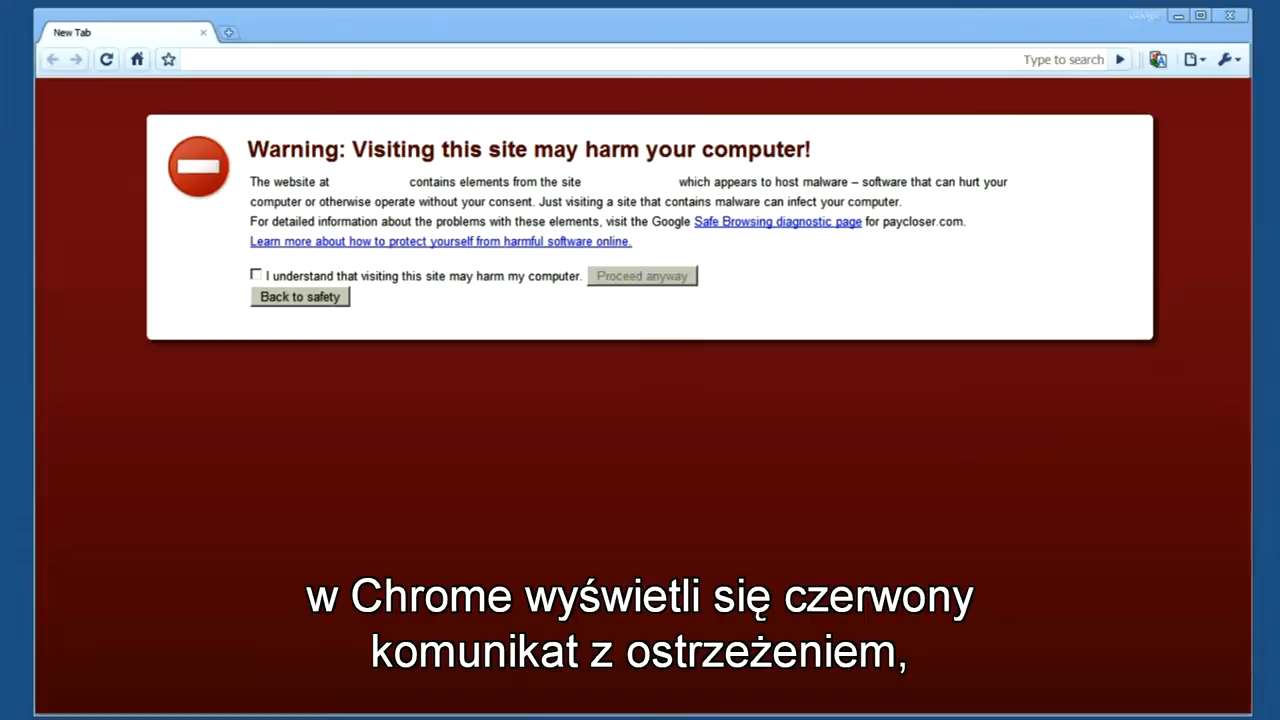 New Tab
Type to search
Warning: Visiting this site may harm your computer!
The website at contains elements from the site which appears to host malware – software that can hurt your
computer or otherwise operate without your consent. Just visiting a site that contains malware can infect your computer.
For detailed information about the problems with these elements, visit the Google Safe Browsing diagnostic page for paycloser.com.
Learn more about how to protect yourself from harmful software online.
I understand that visiting this site may harm my computer. Proceed anyway
Back to safety
w Chrome wyświetli się czerwony
komunikat z ostrzeżeniem,